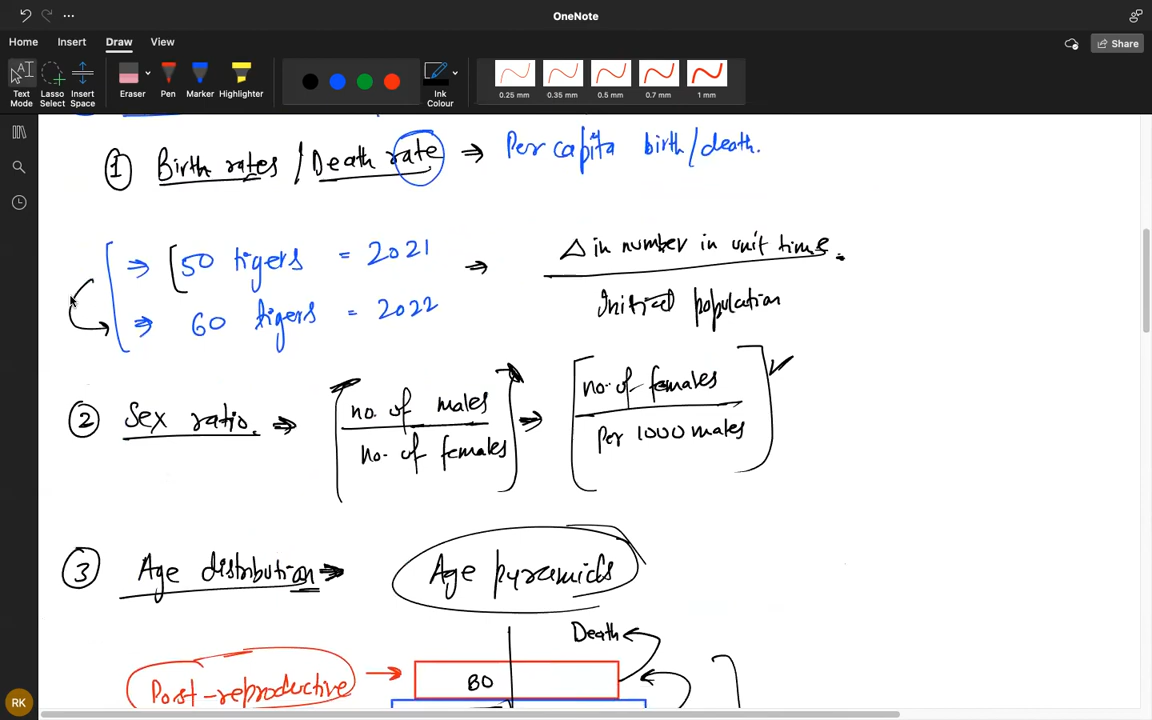 OneNote
Home Insert Draw View
Share
Text Mode
Lasso Select
Insert Space
Eraser
Pen
Marker
Highlighter
Ink Colour
0.25 mm
0.35 mm
0.5 mm
0.7 mm
1 mm
① Birth rates / Death rate ⇒ Per capita birth/death.
⇒ 50 tigers = 2021 ⇒
Δ in number in unit time.
Initial population
⇒ 60 tigers = 2022
② Sex ratio. ⇒
no. of males
no. of females
⇒
no. of females
Per 1000 males
③ Age distribution ⇒ Age pyramids
Death
Post-reproductive → 80
RK